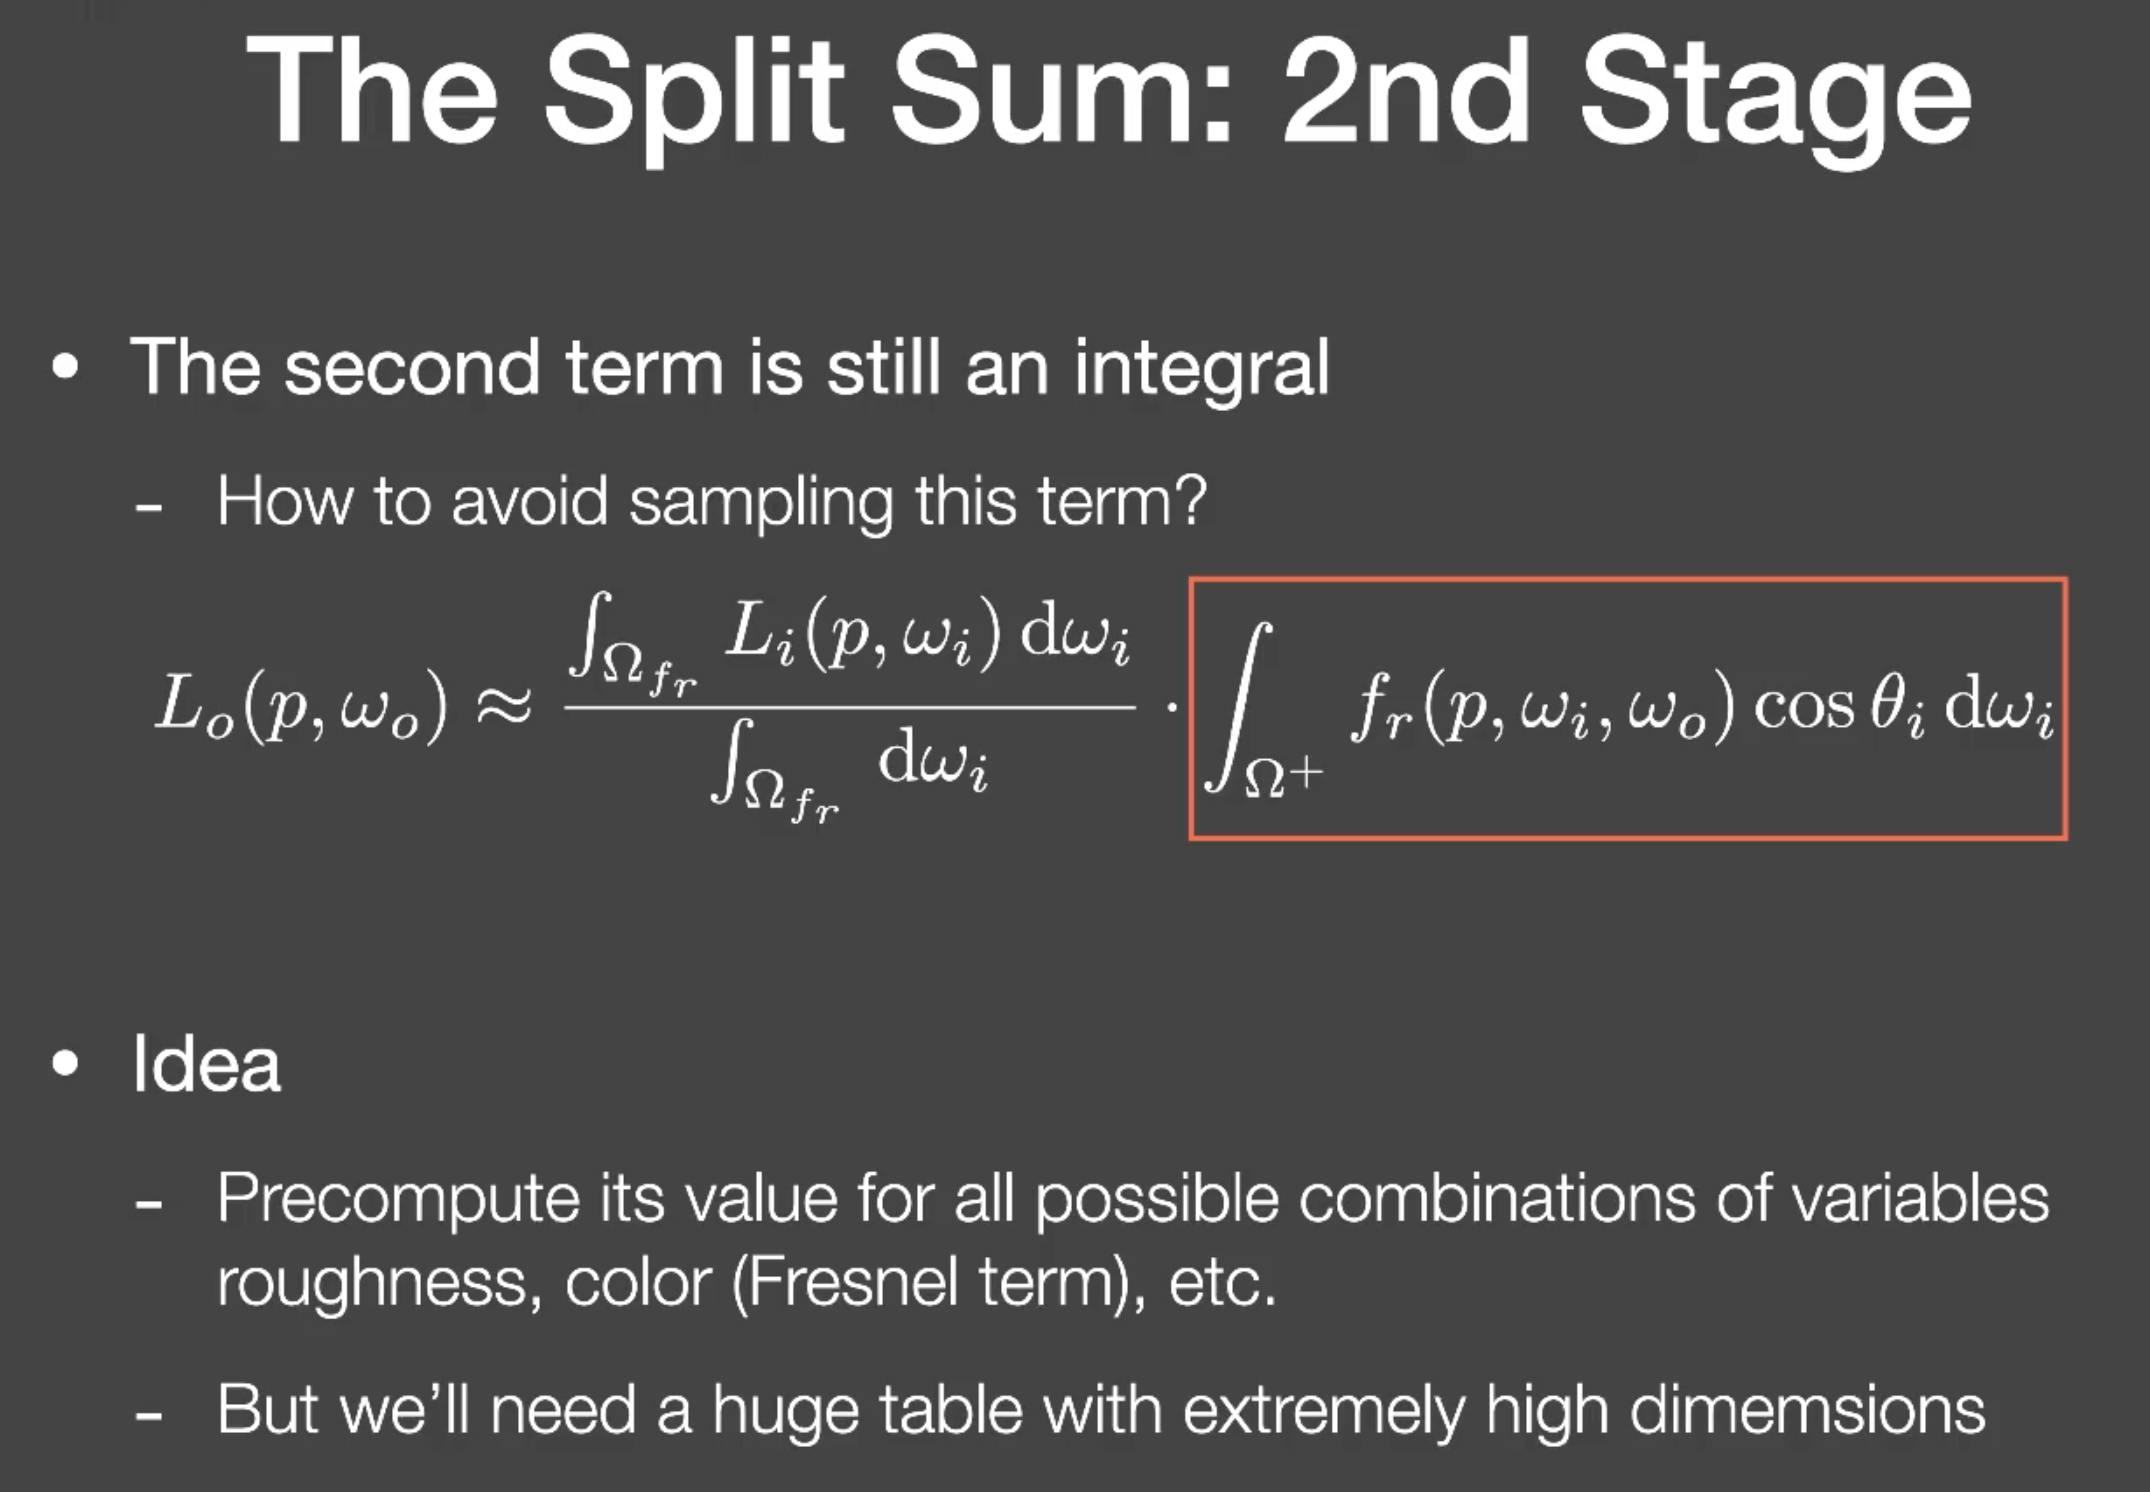 The Split Sum: 2nd Stage
• The second term is still an integral
- How to avoid sampling this term?
$L_o(p, \omega_o) \approx \frac{\int_{\Omega_{f_r}} L_i(p, \omega_i) \, \mathrm{d}\omega_i}{\int_{\Omega_{f_r}} \mathrm{d}\omega_i} \cdot \int_{\Omega^+} f_r(p, \omega_i, \omega_o) \cos\theta_i \, \mathrm{d}\omega_i$
• Idea
- Precompute its value for all possible combinations of variables
roughness, color (Fresnel term), etc.
- But we’ll need a huge table with extremely high dimemsions